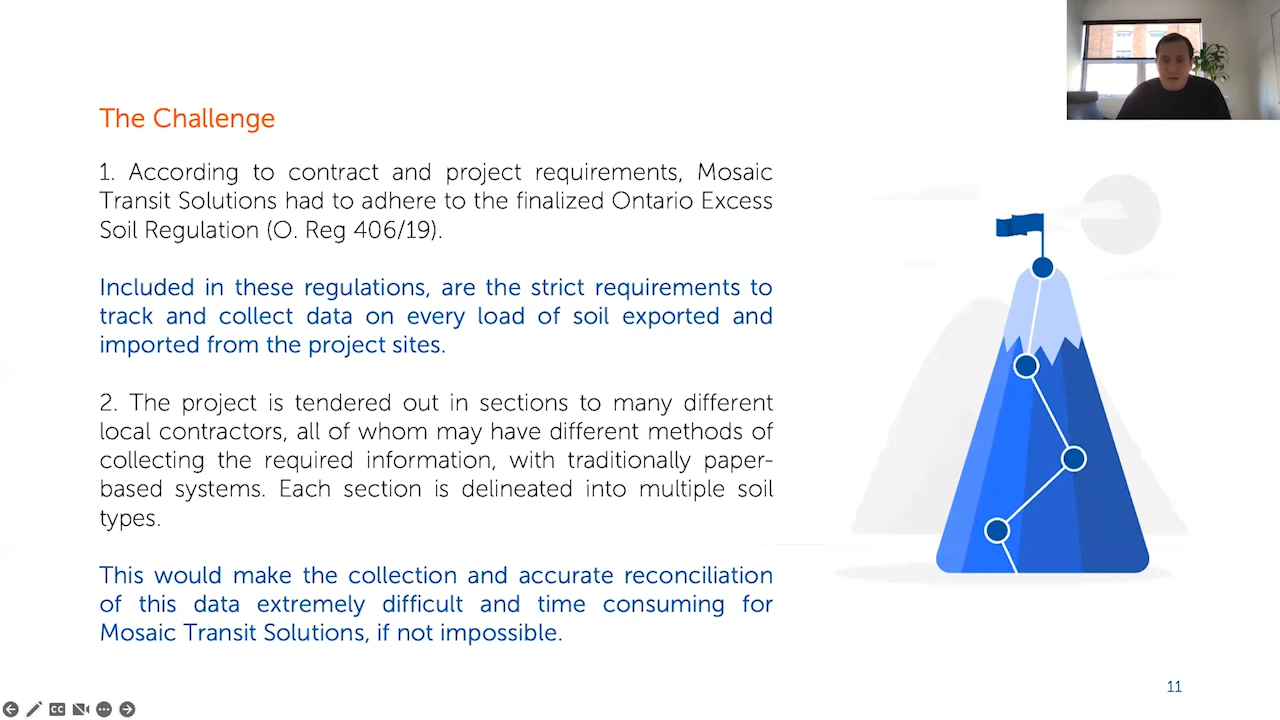 The Challenge
1. According to contract and project requirements, Mosaic
Transit Solutions had to adhere to the finalized Ontario Excess
Soil Regulation (O. Reg 406/19).
Included in these regulations, are the strict requirements to
track and collect data on every load of soil exported and
imported from the project sites.
2. The project is tendered out in sections to many different
local contractors, all of whom may have different methods of
collecting the required information, with traditionally paper-
based systems. Each section is delineated into multiple soil
types.
This would make the collection and accurate reconciliation
of this data extremely difficult and time consuming for
Mosaic Transit Solutions, if not impossible.
11
CC